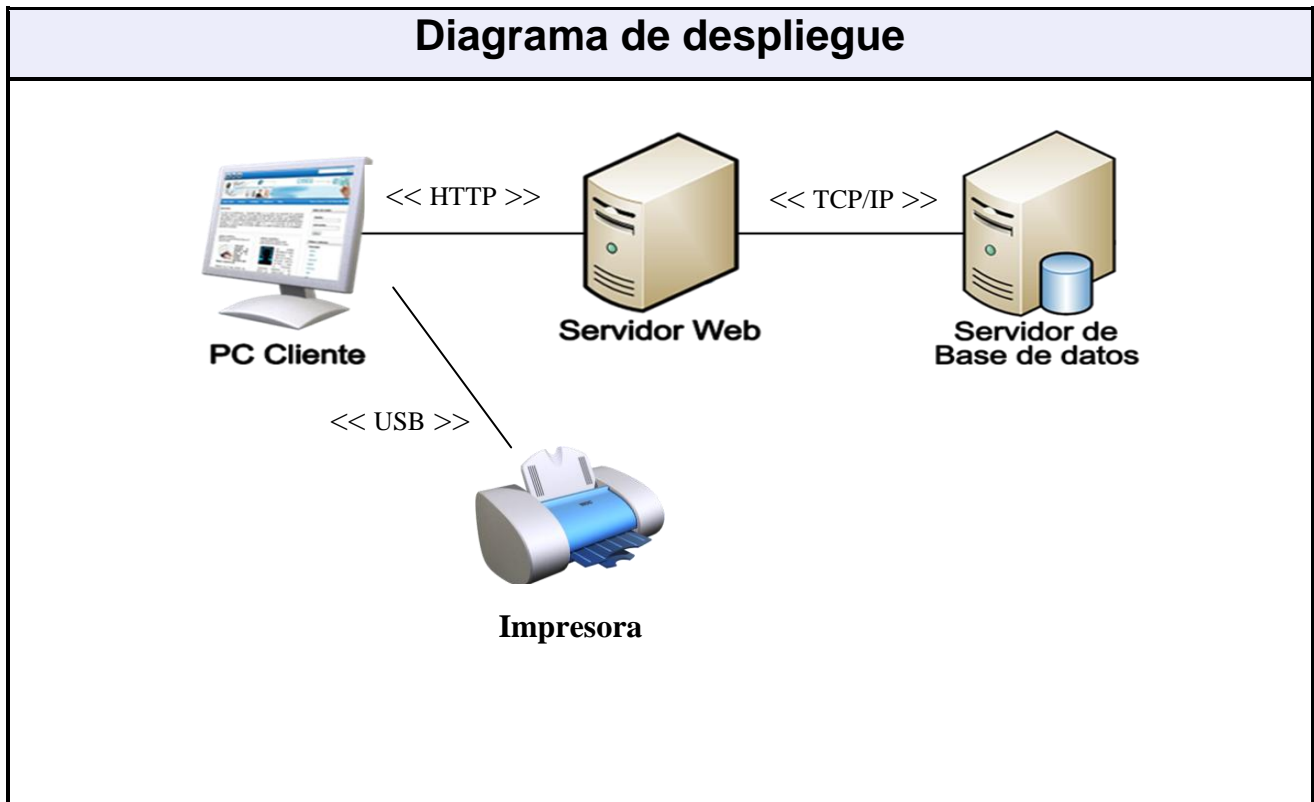 Diagrama de despliegue
<< HTTP >>
<< TCP/IP >>
Servidor Web
Servidor de
Base de datos
PC Cliente
<< USB >>
Impresora